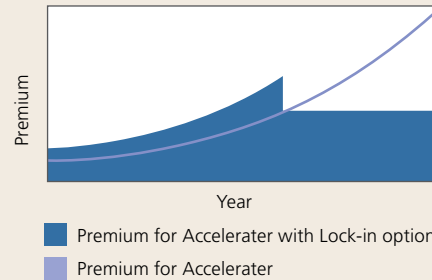 Premium
Year
Premium for Accelerater with Lock-in option
Premium for Accelerater